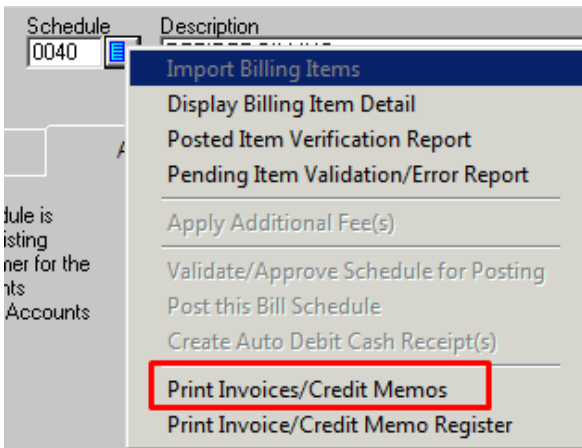 Schedule Description
0040
Import Billing Items
Display Billing Item Detail
Posted Item Verification Report
Pending Item Validation/Error Report
dule is
isting
Apply Additional Fee(s)
ner for the
Validate/Approve Schedule for Posting
nts
Post this Bill Schedule
Accounts
Create Auto Debit Cash Receipt(s)
Print Invoices/Credit Memos
Print Invoice/Credit Memo Register